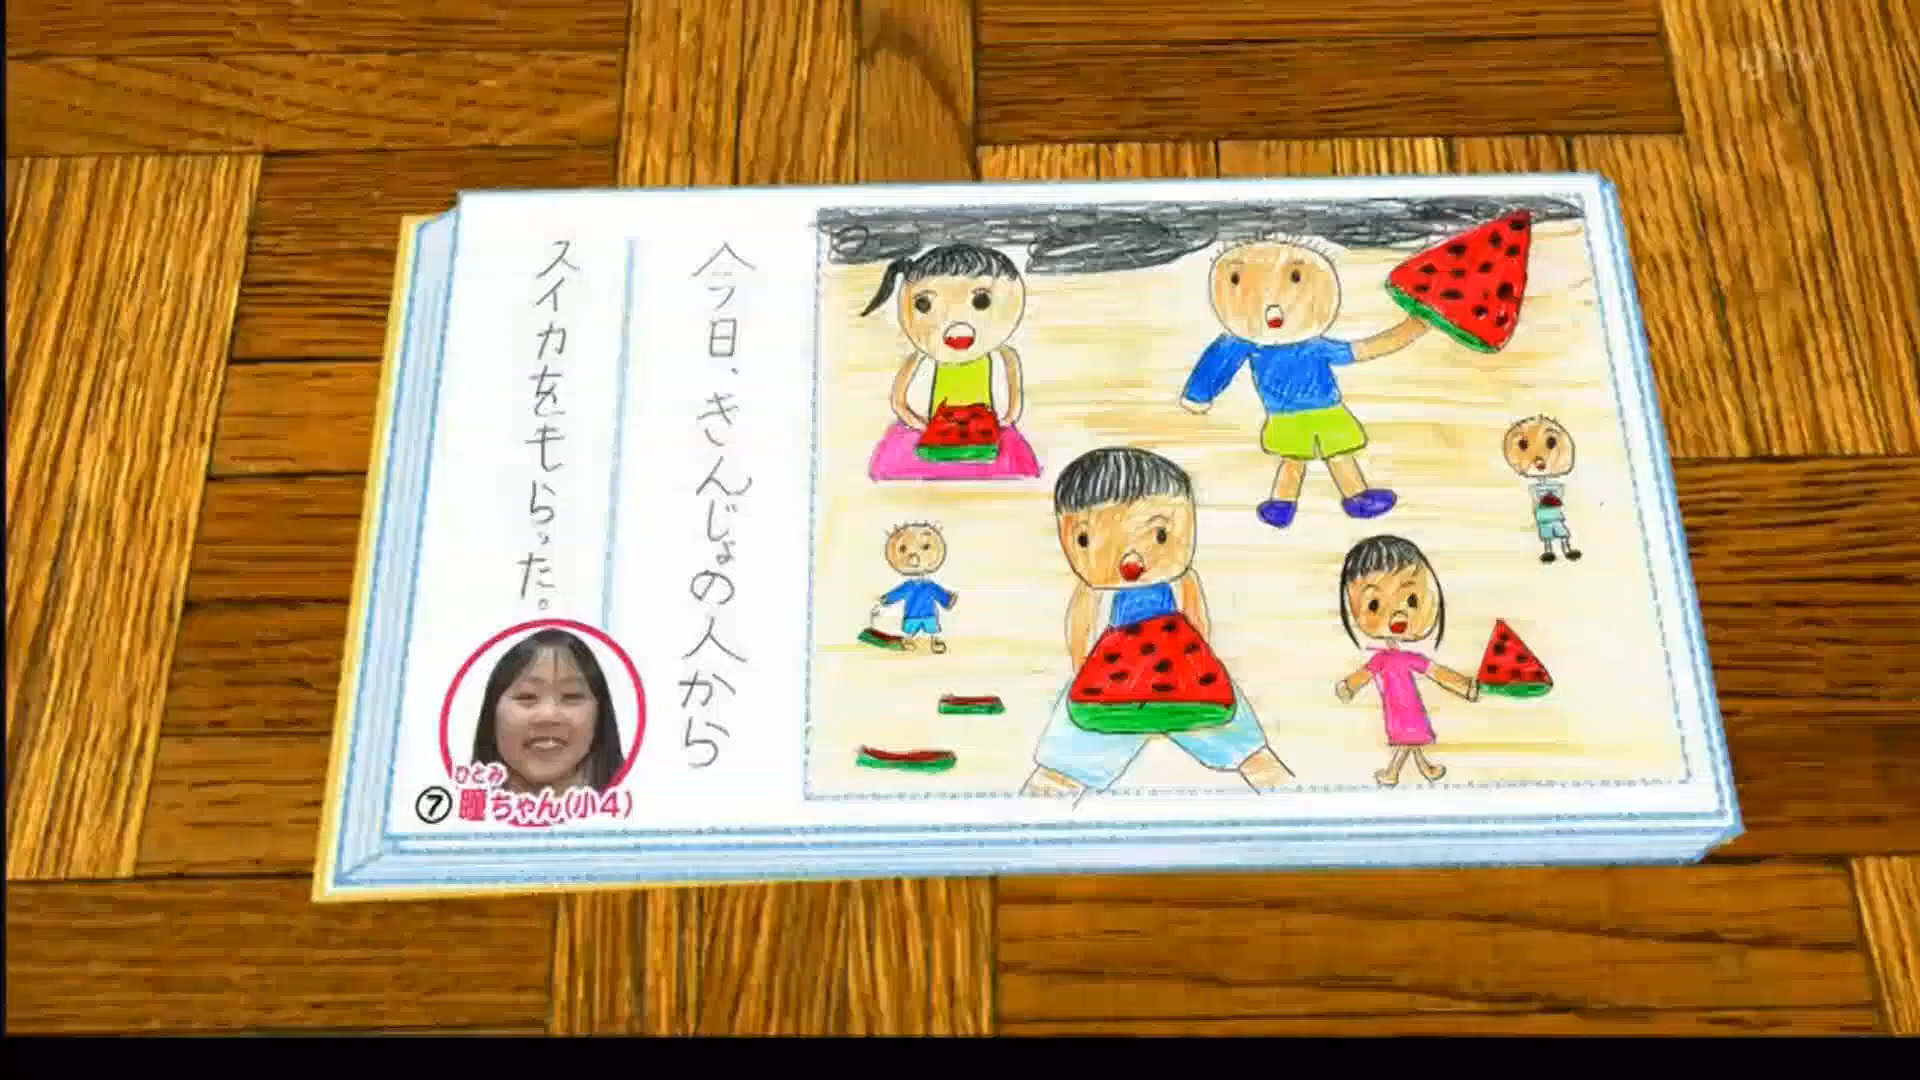 今日、きんじょの人から
スイカをもらった。
ひとみ
⑦瞳ちゃん(小4)
ytv